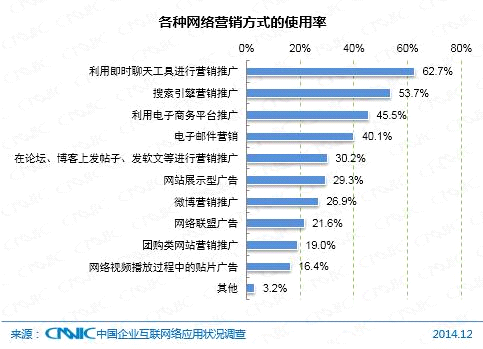 各种网络营销方式的使用率
0% 20% 40% 60% 80%
利用即时聊天工具进行营销推广 62.7%
搜索引擎营销推广 53.7%
利用电子商务平台推广 45.5%
电子邮件营销 40.1%
在论坛、博客上发帖子、发软文等进行营销推广 30.2%
网站展示型广告 29.3%
微博营销推广 26.9%
网络联盟广告 21.6%
团购类网站营销推广 19.0%
网络视频播放过程中的贴片广告 16.4%
其他 3.2%
来源：CNNIC中国企业互联网络应用状况调查 2014.12